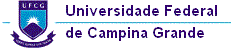 UFCG
Universidade Federal
de Campina Grande